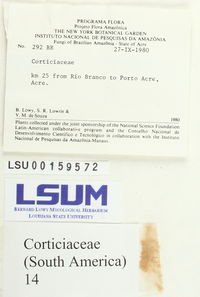 PROGRAMA FLORA
Projeto Flora Amazônica
THE NEW YORK BOTANICAL GARDEN
INSTITUTO NACIONAL DE PESQUISAS DA AMAZÔNIA
Fungi of Brazilian Amazônia - State of Acre
No. 292 BR 27-IX-1980
Corticiaceae
km 25 from Rio Branco to Porto Acre,
Acre.
B. Lowy, S. R. Lowrie &
V. M. de Souza 1980
Plants collected under the joint sponsorship of the National Science Foundation
Latin-American collaborative program and the Conselho Nacional de
Desenvolvimento Científico e Tecnológico in collaboration with the Instituto
Nacional de Pesquisas da Amazônia-Manaus.
LSU00159572
LSUM
BERNARD LOWY MYCOLOGICAL HERBARIUM
LOUISIANA STATE UNIVERSITY
Corticiaceae
(South America)
14